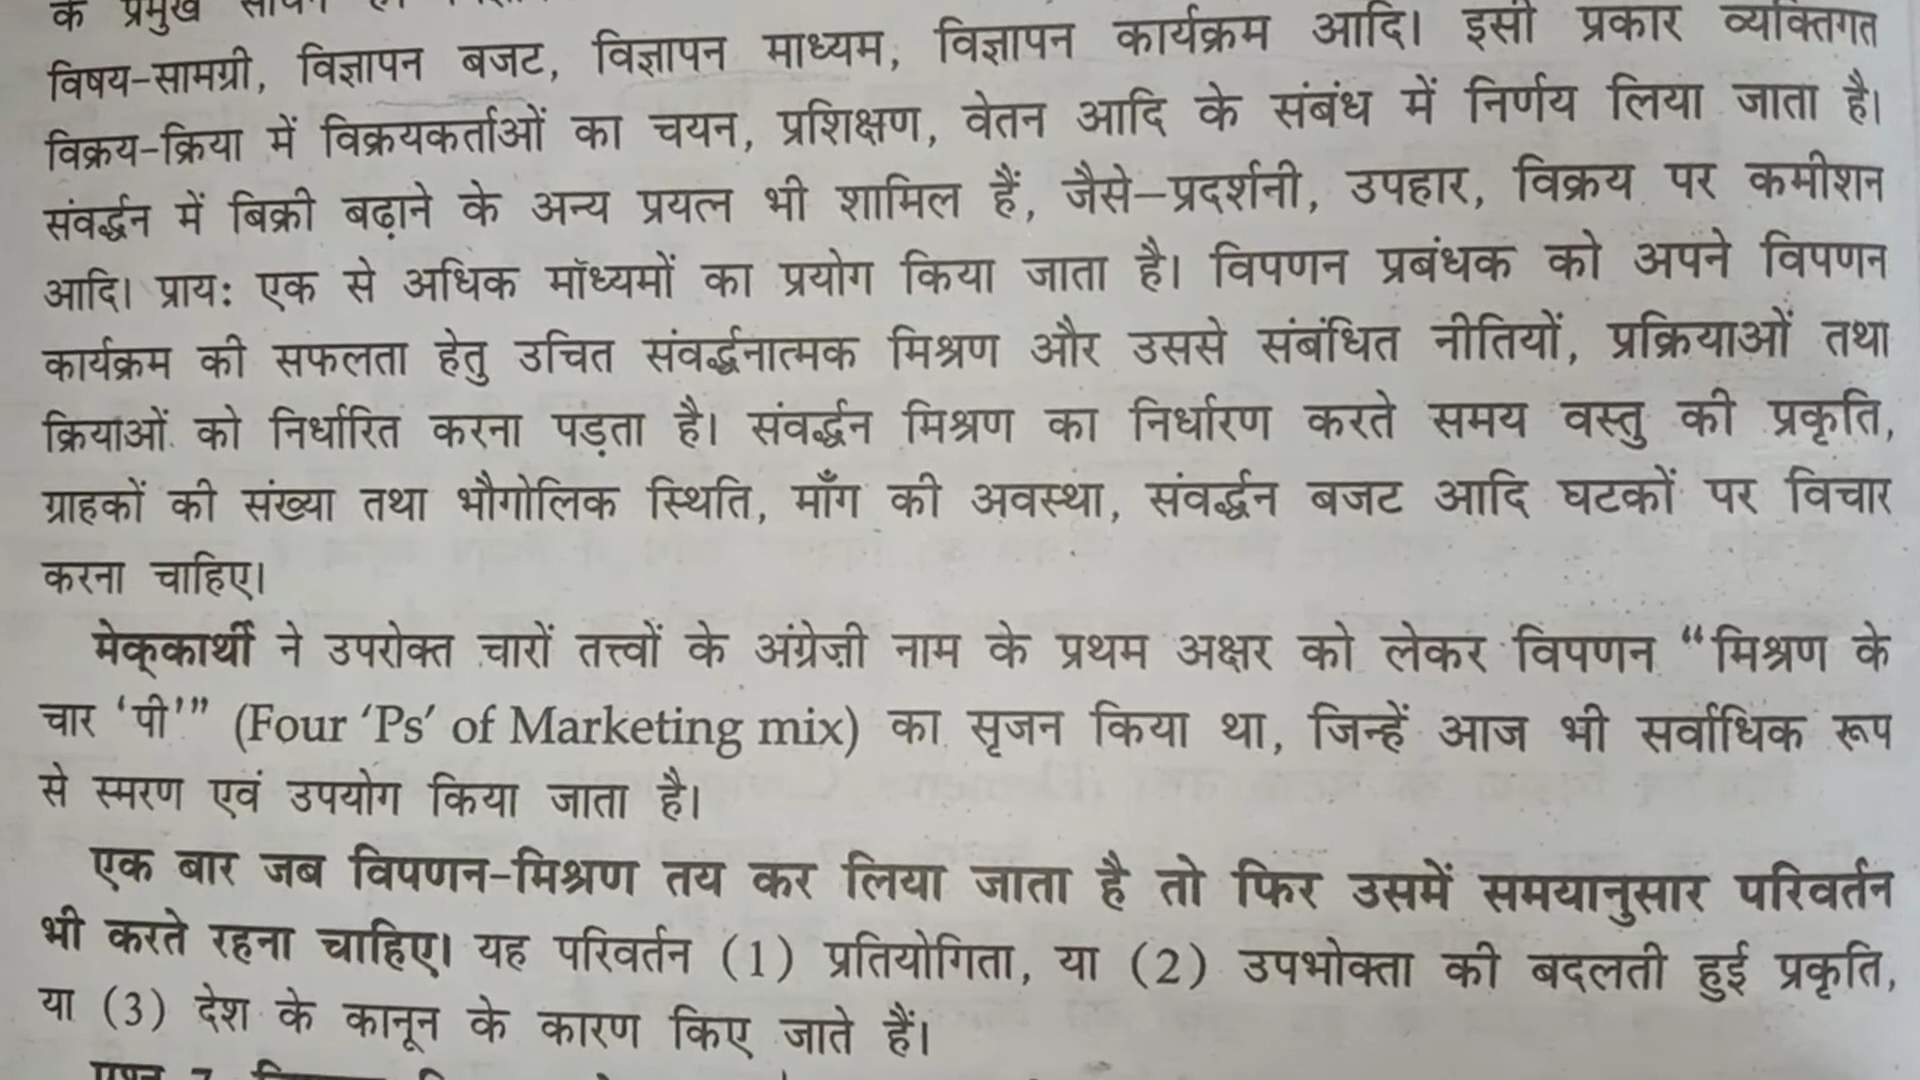 के प्रमुख
विषय-सामग्री, विज्ञापन बजट, विज्ञापन माध्यम, विज्ञापन कार्यक्रम आदि। इसी प्रकार व्यक्तिगत
विक्रय-क्रिया में विक्रयकर्ताओं का चयन, प्रशिक्षण, वेतन आदि के संबंध में निर्णय लिया जाता है।
संवर्द्धन में बिक्री बढ़ाने के अन्य प्रयत्न भी शामिल हैं, जैसे–प्रदर्शनी, उपहार, विक्रय पर कमीशन
आदि। प्रायः एक से अधिक मॉध्यमों का प्रयोग किया जाता है। विपणन प्रबंधक को अपने विपणन
कार्यक्रम की सफलता हेतु उचित संवर्द्धनात्मक मिश्रण और उससे संबंधित नीतियों, प्रक्रियाओं तथा
क्रियाओं को निर्धारित करना पड़ता है। संवर्द्धन मिश्रण का निर्धारण करते समय वस्तु की प्रकृति,
ग्राहकों की संख्या तथा भौगोलिक स्थिति, माँग की अवस्था, संवर्द्धन बजट आदि घटकों पर विचार
करना चाहिए।
मेक्‌कार्थी ने उपरोक्त चारों तत्त्वों के अंग्रेज़ी नाम के प्रथम अक्षर को लेकर विपणन “मिश्रण के
चार ‘पी’” (Four ‘Ps’ of Marketing mix) का सृजन किया था, जिन्हें आज भी सर्वाधिक रूप
से स्मरण एवं उपयोग किया जाता है।
एक बार जब विपणन-मिश्रण तय कर लिया जाता है तो फिर उसमें समयानुसार परिवर्तन
भी करते रहना चाहिए। यह परिवर्तन (1) प्रतियोगिता, या (2) उपभोक्ता की बदलती हुई प्रकृति,
या (3) देश के कानून के कारण किए जाते हैं।